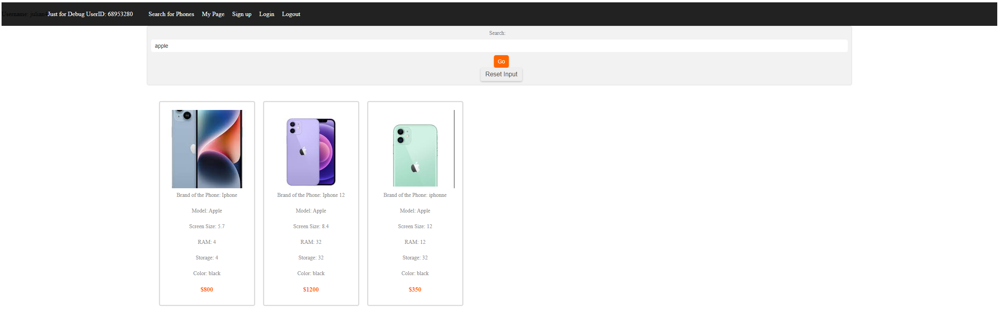 Username: julian4 Just for Debug UserID: 68953280 Search for Phones My Page Sign up Login Logout
Search:
apple
Go
Reset Input
Brand of the Phone: Iphone Brand of the Phone: Iphone 12 Brand of the Phone: iphonne
Model: Apple Model: Apple Model: Apple
Screen Size: 5.7 Screen Size: 8.4 Screen Size: 12
RAM: 4 RAM: 32 RAM: 12
Storage: 4 Storage: 32 Storage: 32
Color: black Color: black Color: black
$800 $1200 $350